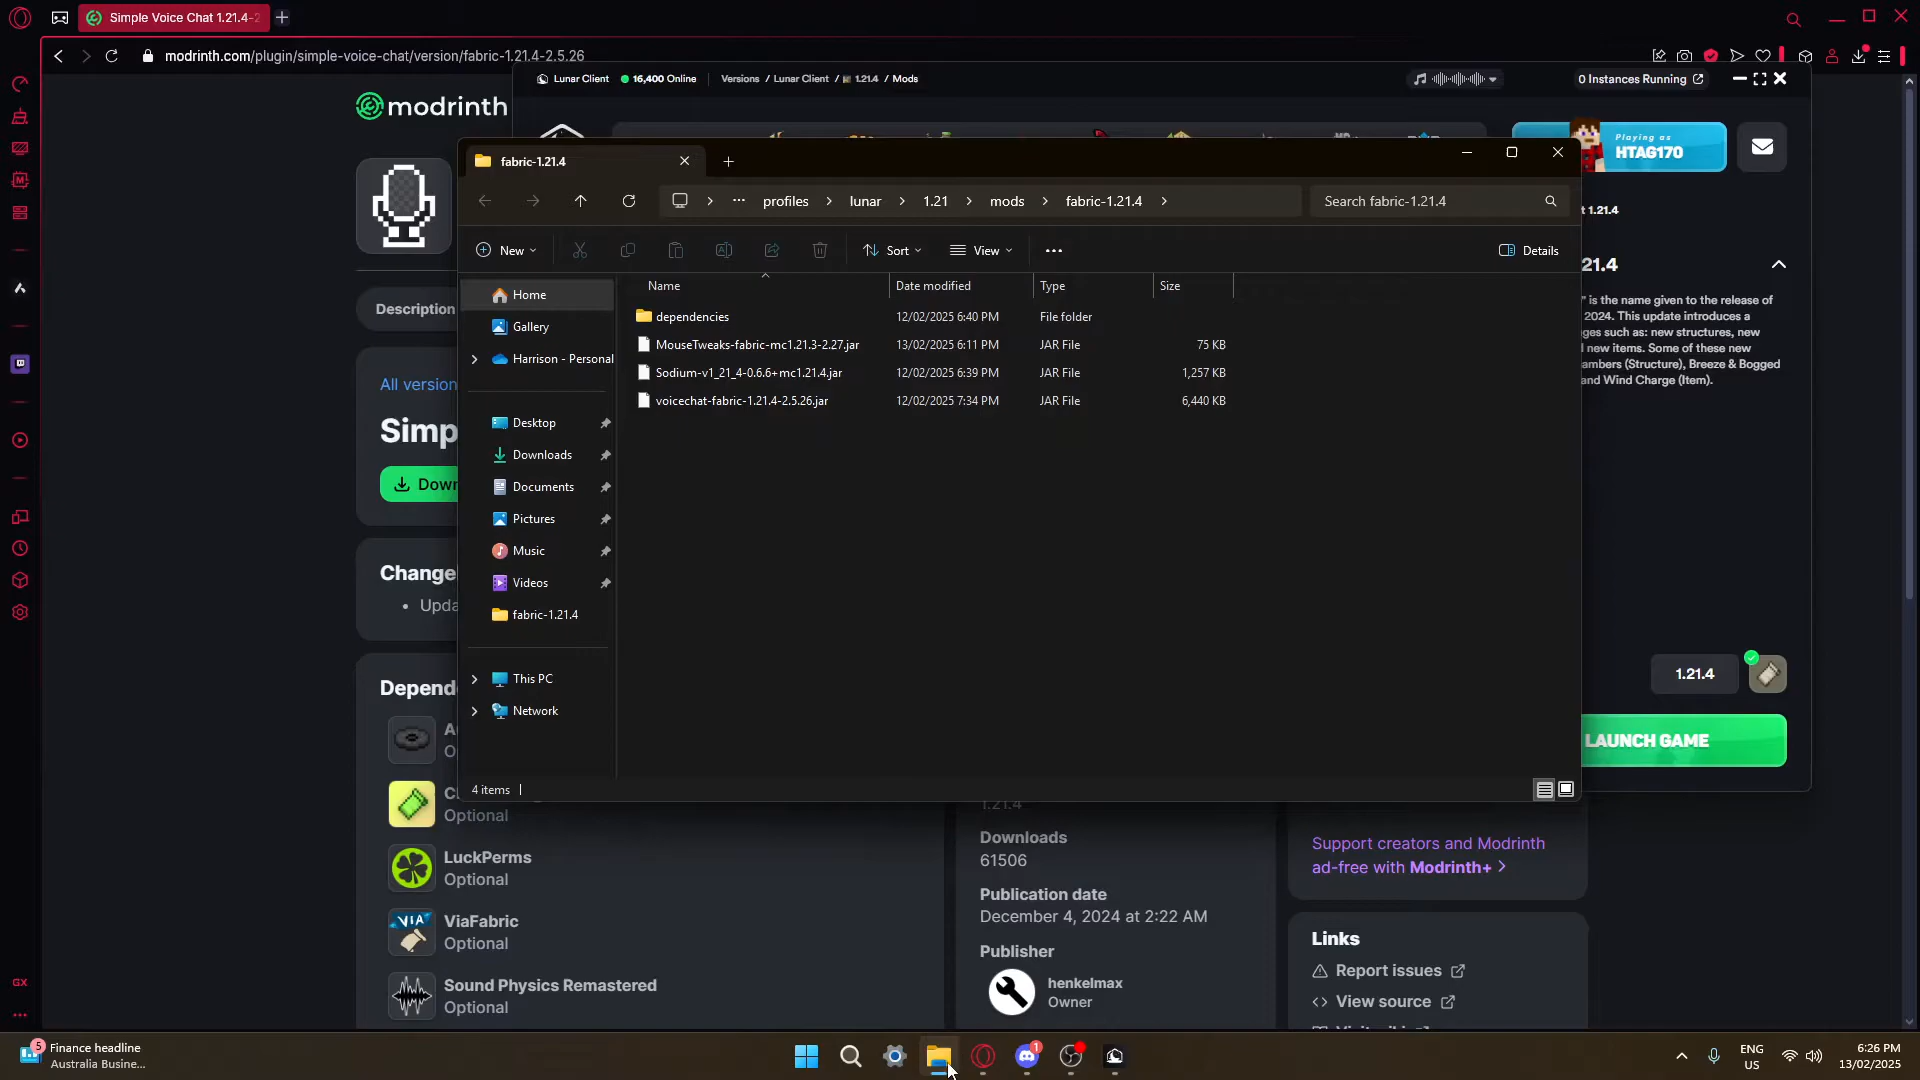 Simple Voice Chat 1.21.4-2
modrinth.com/plugin/simple-voice-chat/version/fabric-1.21.4-2.5.26
Lunar Client
16,400 Online
Versions / Lunar Client / 1.21.4 / Mods
0 Instances Running
modrinth
Playing as
HTAG170
fabric-1.21.4
profiles > lunar > 1.21 > mods > fabric-1.21.4 >
Search fabric-1.21.4
t 1.21.4
New
Sort
View
Details
21.4
Name
Date modified
Type
Size
Home
Gallery
Harrison - Personal
Desktop
Downloads
Documents
Pictures
Music
Videos
fabric-1.21.4
This PC
Network
dependencies 12/02/2025 6:40 PM File folder
MouseTweaks-fabric-mc1.21.3-2.27.jar 13/02/2025 6:11 PM JAR File 75 KB
Sodium-v1_21_4-0.6.6+mc1.21.4.jar 12/02/2025 6:39 PM JAR File 1,257 KB
voicechat-fabric-1.21.4-2.5.26.jar 12/02/2025 7:34 PM JAR File 6,440 KB
4 items
" is the name given to the release of
2024. This update introduces a
ges such as: new structures, new
l new items. Some of these new
ambers (Structure), Breeze & Bogged
and Wind Charge (Item).
1.21.4
LAUNCH GAME
Description
All version
Simp
Down
Change
Upda
Depend
A
O
C
Optional
LuckPerms
Optional
ViaFabric
Optional
Sound Physics Remastered
Optional
1.21.4
Downloads
61506
Publication date
December 4, 2024 at 2:22 AM
Publisher
henkelmax
Owner
Support creators and Modrinth
ad-free with Modrinth+ >
Links
Report issues
View source
GX
VIA
5
Finance headline
Australia Busine...
1
ENG
US
6:26 PM
13/02/2025